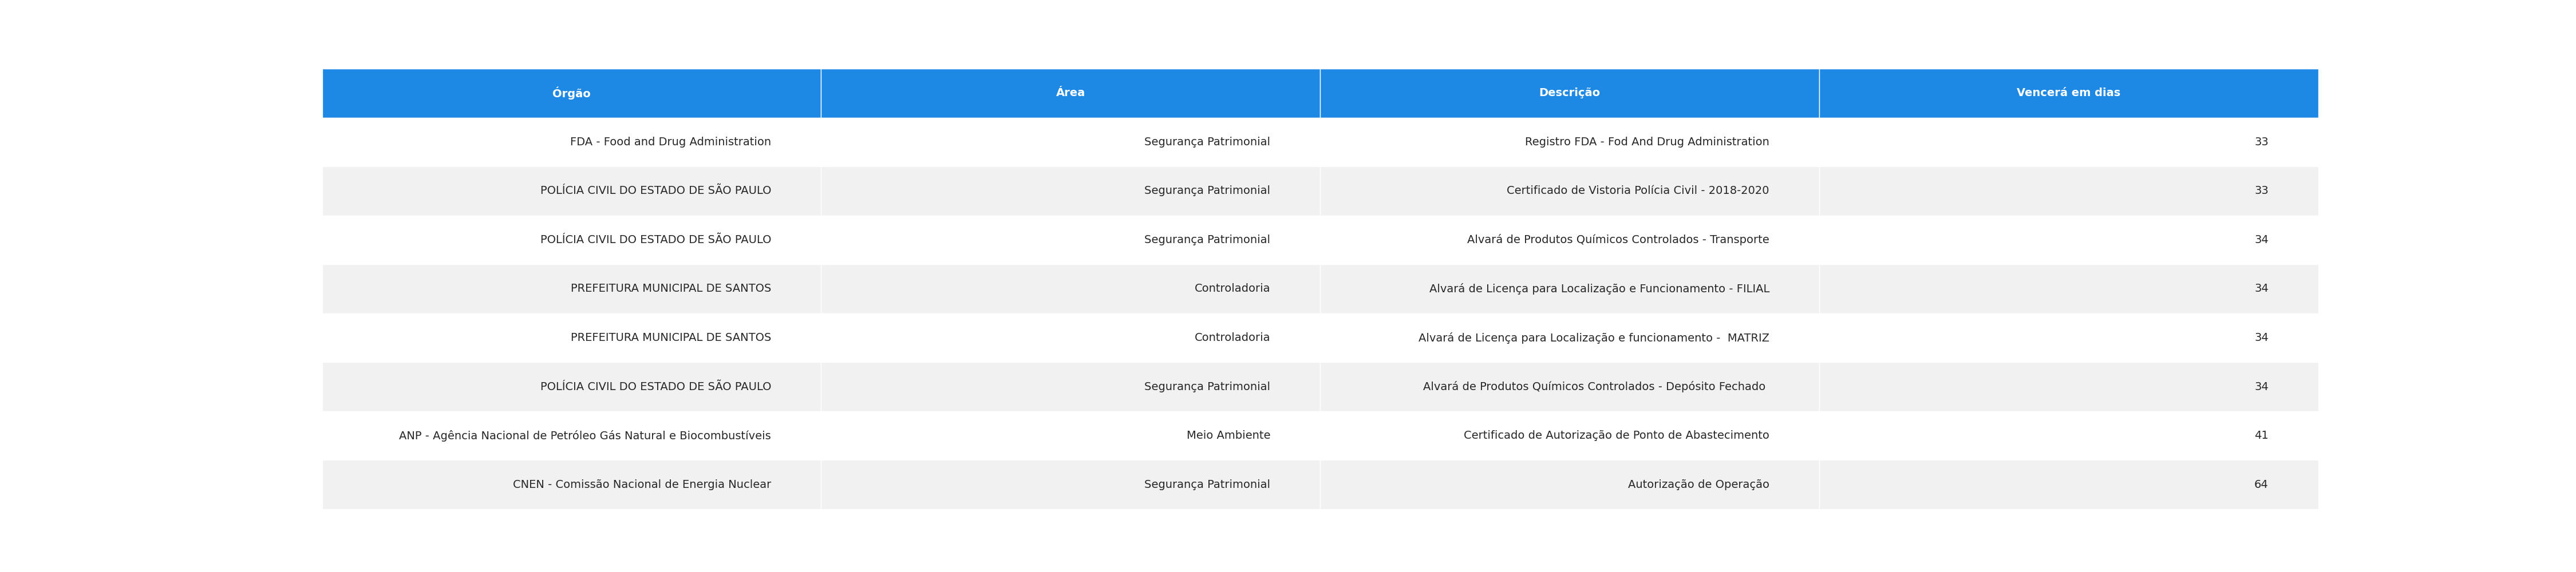 Órgão Área Descrição Vencerá em dias
FDA - Food and Drug Administration Segurança Patrimonial Registro FDA - Fod And Drug Administration 33
POLÍCIA CIVIL DO ESTADO DE SÃO PAULO Segurança Patrimonial Certificado de Vistoria Polícia Civil - 2018-2020 33
POLÍCIA CIVIL DO ESTADO DE SÃO PAULO Segurança Patrimonial Alvará de Produtos Químicos Controlados - Transporte 34
PREFEITURA MUNICIPAL DE SANTOS Controladoria Alvará de Licença para Localização e Funcionamento - FILIAL 34
PREFEITURA MUNICIPAL DE SANTOS Controladoria Alvará de Licença para Localização e funcionamento -  MATRIZ 34
POLÍCIA CIVIL DO ESTADO DE SÃO PAULO Segurança Patrimonial Alvará de Produtos Químicos Controlados - Depósito Fechado 34
ANP - Agência Nacional de Petróleo Gás Natural e Biocombustíveis Meio Ambiente Certificado de Autorização de Ponto de Abastecimento 41
CNEN - Comissão Nacional de Energia Nuclear Segurança Patrimonial Autorização de Operação 64